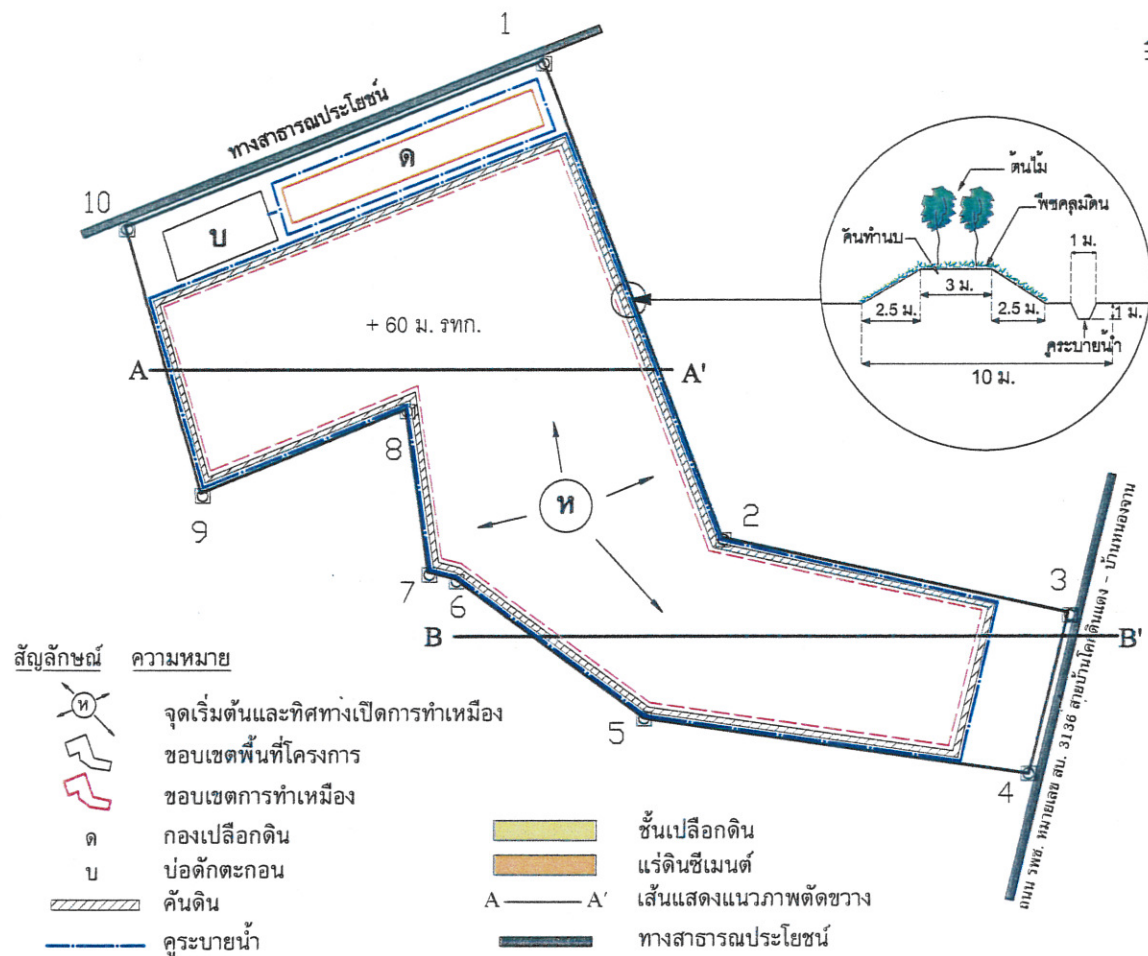 1
ทางสาธารณประโยชน์
10
ด
บ
ต้นไม้
พืชคลุมดิน
คันทำนบ
1 ม.
3 ม.
2.5 ม.
2.5 ม.
1 ม.
คูระบายน้ำ
10 ม.
+ 60 ม. รทก.
A
A'
8
9
ห
2
3
7
6
B
B'
5
4
ถนน รพช. หมายเลข สบ. 3136 สายบ้านโคกดินแดง - บ้านหนองจาน
สัญลักษณ์ ความหมาย
ห จุดเริ่มต้นและทิศทางเปิดการทำเหมือง
ขอบเขตพื้นที่โครงการ
ขอบเขตการทำเหมือง
ด กองเปลือกดิน
บ บ่อดักตะกอน
คันดิน
คูระบายน้ำ
ชั้นเปลือกดิน
แร่ดินซีเมนต์
A A' เส้นแสดงแนวภาพตัดขวาง
ทางสาธารณประโยชน์